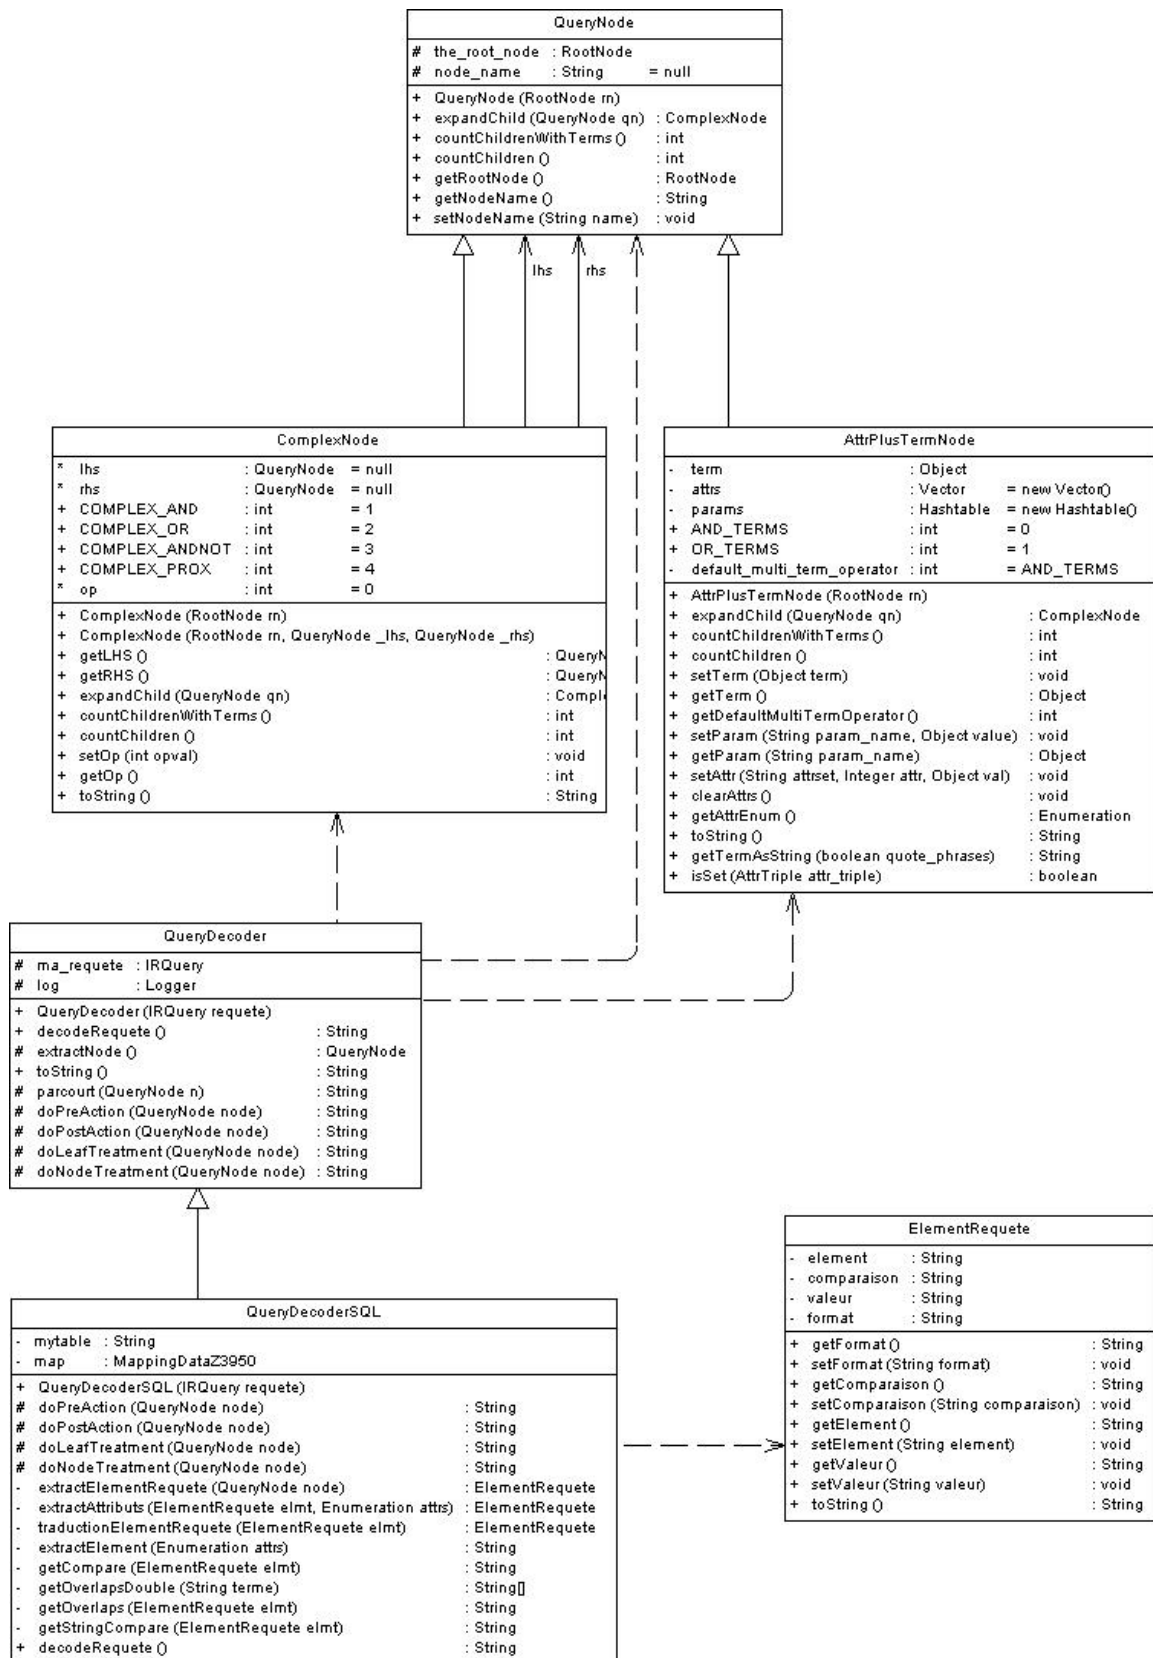 QueryNode
# the_root_node : RootNode
# node_name : String = null
+ QueryNode (RootNode rn)
+ expandChild (QueryNode qn) : ComplexNode
+ countChildrenWithTerms () : int
+ countChildren () : int
+ getRootNode () : RootNode
+ getNodeName () : String
+ setNodeName (String name) : void
lhs rhs
ComplexNode
* lhs : QueryNode = null
* rhs : QueryNode = null
+ COMPLEX_AND : int = 1
+ COMPLEX_OR : int = 2
+ COMPLEX_ANDNOT : int = 3
+ COMPLEX_PROX : int = 4
* op : int = 0
+ ComplexNode (RootNode rn)
+ ComplexNode (RootNode rn, QueryNode _lhs, QueryNode _rhs)
+ getLHS () : QueryN
+ getRHS () : QueryN
+ expandChild (QueryNode qn) : Comple
+ countChildrenWithTerms () : int
+ countChildren () : int
+ setOp (int opval) : void
+ getOp () : int
+ toString () : String
AttrPlusTermNode
- term : Object
- attrs : Vector = new Vector()
- params : Hashtable = new Hashtable()
+ AND_TERMS : int = 0
+ OR_TERMS : int = 1
- default_multi_term_operator : int = AND_TERMS
+ AttrPlusTermNode (RootNode rn)
+ expandChild (QueryNode qn) : ComplexNode
+ countChildrenWithTerms () : int
+ countChildren () : int
+ setTerm (Object term) : void
+ getTerm () : Object
+ getDefaultMultiTermOperator () : int
+ setParam (String param_name, Object value) : void
+ getParam (String param_name) : Object
+ setAttr (String attrset, Integer attr, Object val) : void
+ clearAttrs () : void
+ getAttrEnum () : Enumeration
+ toString () : String
+ getTermAsString (boolean quote_phrases) : String
+ isSet (AttrTriple attr_triple) : boolean
QueryDecoder
# ma_requete : IRQuery
# log : Logger
+ QueryDecoder (IRQuery requete)
+ decodeRequete () : String
# extractNode () : QueryNode
+ toString () : String
# parcourt (QueryNode n) : String
# doPreAction (QueryNode node) : String
# doPostAction (QueryNode node) : String
# doLeafTreatment (QueryNode node) : String
# doNodeTreatment (QueryNode node) : String
ElementRequete
- element : String
- comparaison : String
- valeur : String
- format : String
+ getFormat () : String
+ setFormat (String format) : void
+ getComparaison () : String
+ setComparaison (String comparaison) : void
+ getElement () : String
+ setElement (String element) : void
+ getValeur () : String
+ setValeur (String valeur) : void
+ toString () : String
QueryDecoderSQL
- mytable : String
- map : MappingDataZ3950
+ QueryDecoderSQL (IRQuery requete)
# doPreAction (QueryNode node) : String
# doPostAction (QueryNode node) : String
# doLeafTreatment (QueryNode node) : String
# doNodeTreatment (QueryNode node) : String
- extractElementRequete (QueryNode node) : ElementRequete
- extractAttributs (ElementRequete elmt, Enumeration attrs) : ElementRequete
- traductionElementRequete (ElementRequete elmt) : ElementRequete
- extractElement (Enumeration attrs) : String
- getCompare (ElementRequete elmt) : String
- getOverlapsDouble (String terme) : String[]
- getOverlaps (ElementRequete elmt) : String
- getStringCompare (ElementRequete elmt) : String
+ decodeRequete () : String